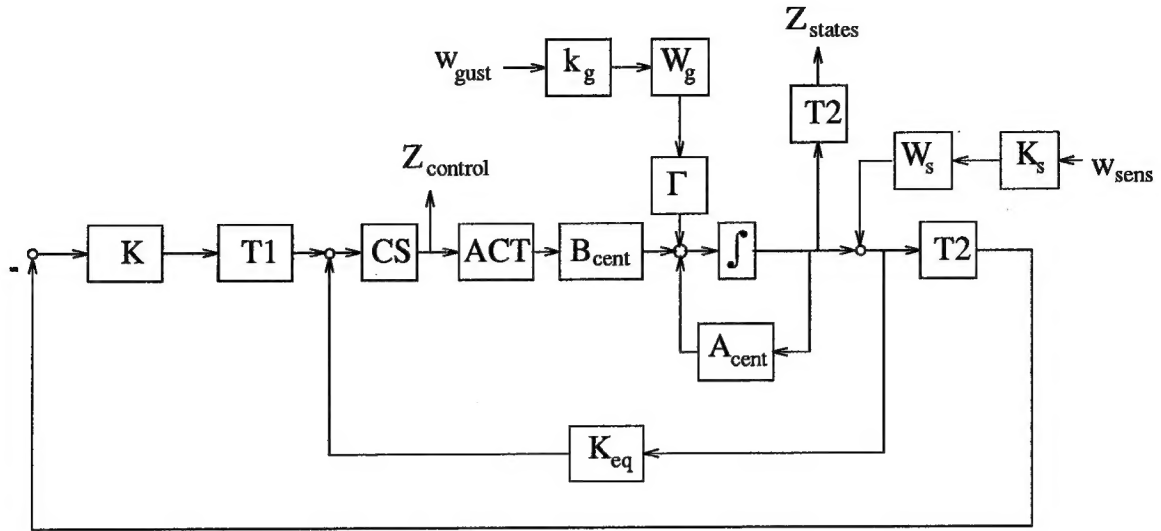 Z_states
w_gust
k_g
W_g
T2
W_s
K_s
w_sens
Z_control
Γ
K
T1
CS
ACT
B_cent
∫
T2
A_cent
K_eq